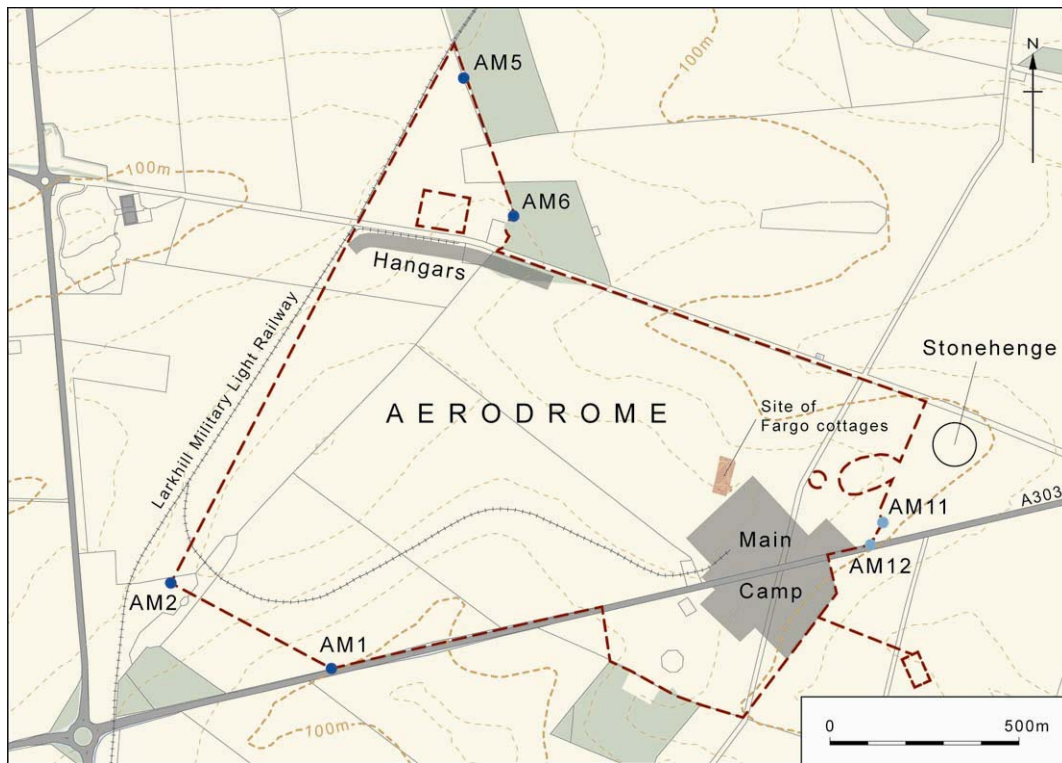 AM5
N
100m
100m
AM6
Hangars
Larkhill Military Light Railway
Stonehenge
AERODROME
Site of
Fargo cottages
AM11
A303
Main
AM12
Camp
AM2
AM1
100m
0 500m